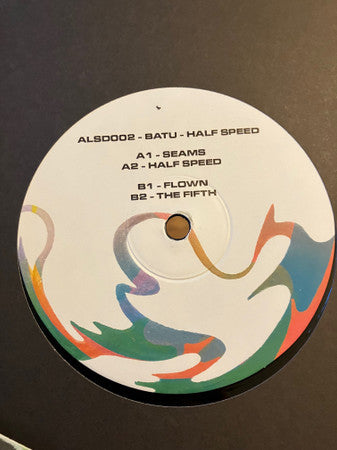 ALSD002 - BATU - HALF SPEED
A1 - SEAMS
A2 - HALF SPEED
B1 - FLOWN
B2 - THE FIFTH